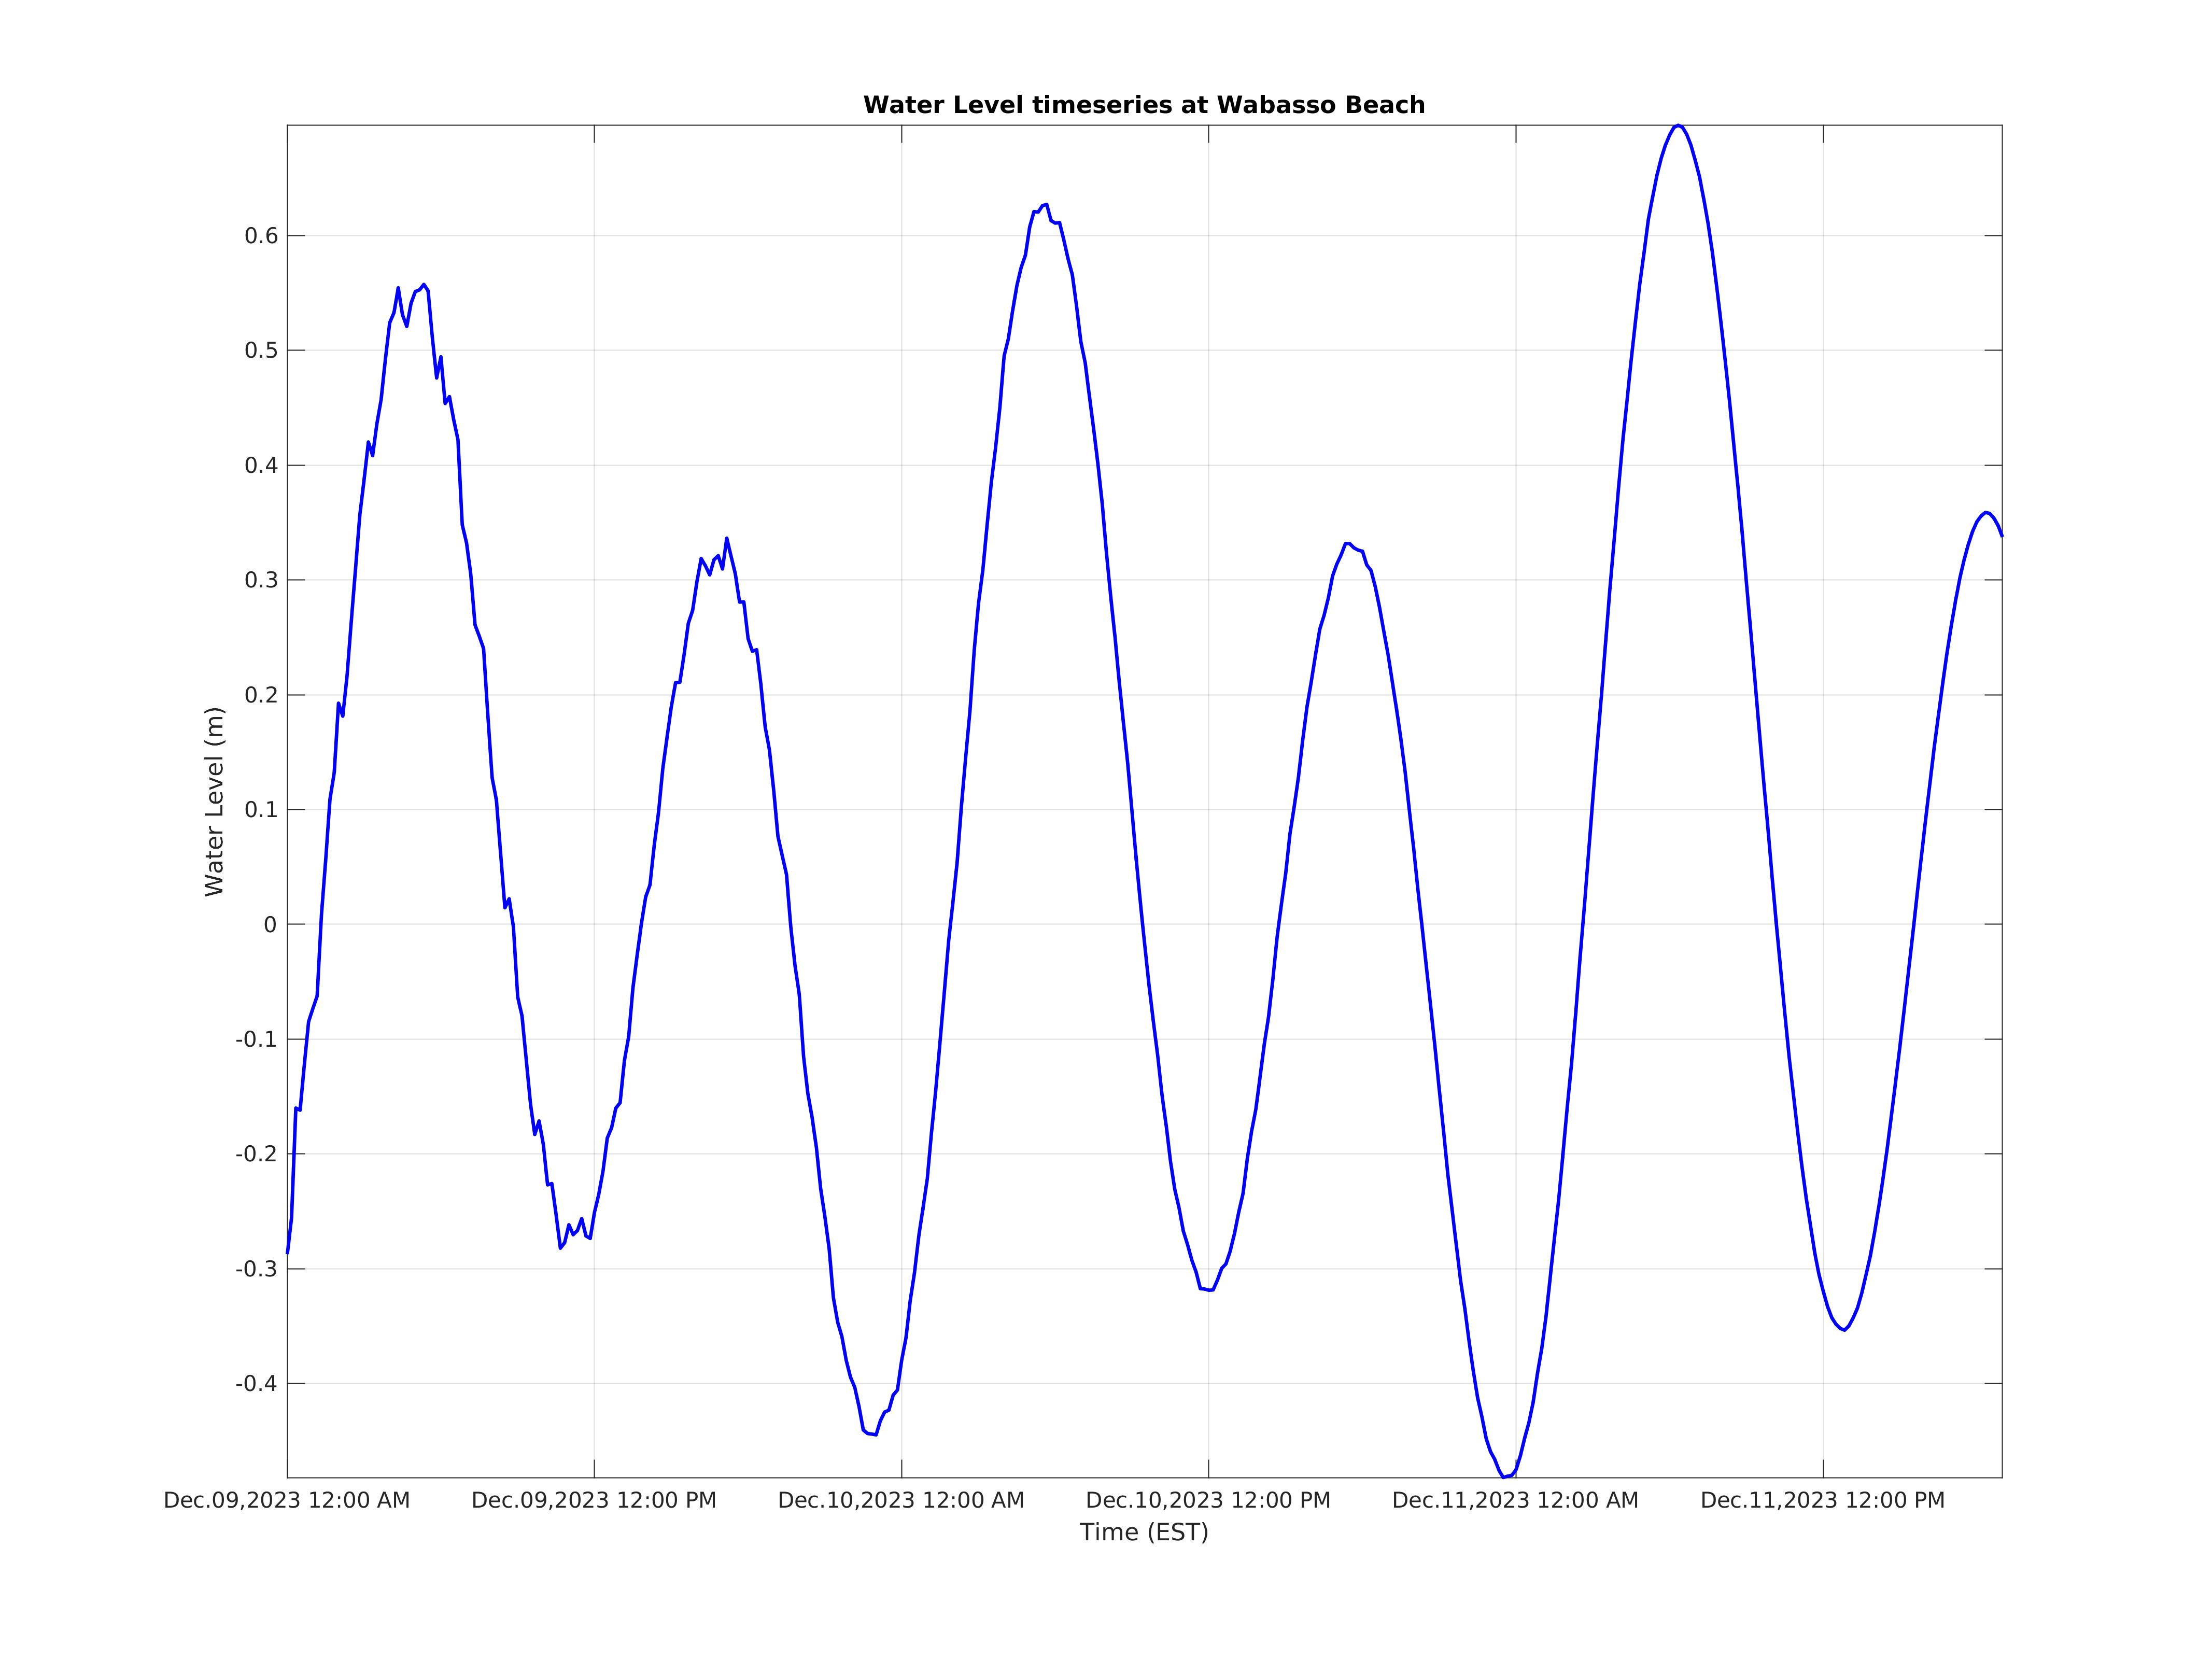 Water Level timeseries at Wabasso Beach
0.6
0.5
0.4
0.3
0.2
0.1
0
-0.1
-0.2
-0.3
-0.4
Water Level (m)
Dec.09,2023 12:00 AM Dec.09,2023 12:00 PM Dec.10,2023 12:00 AM Dec.10,2023 12:00 PM Dec.11,2023 12:00 AM Dec.11,2023 12:00 PM
Time (EST)